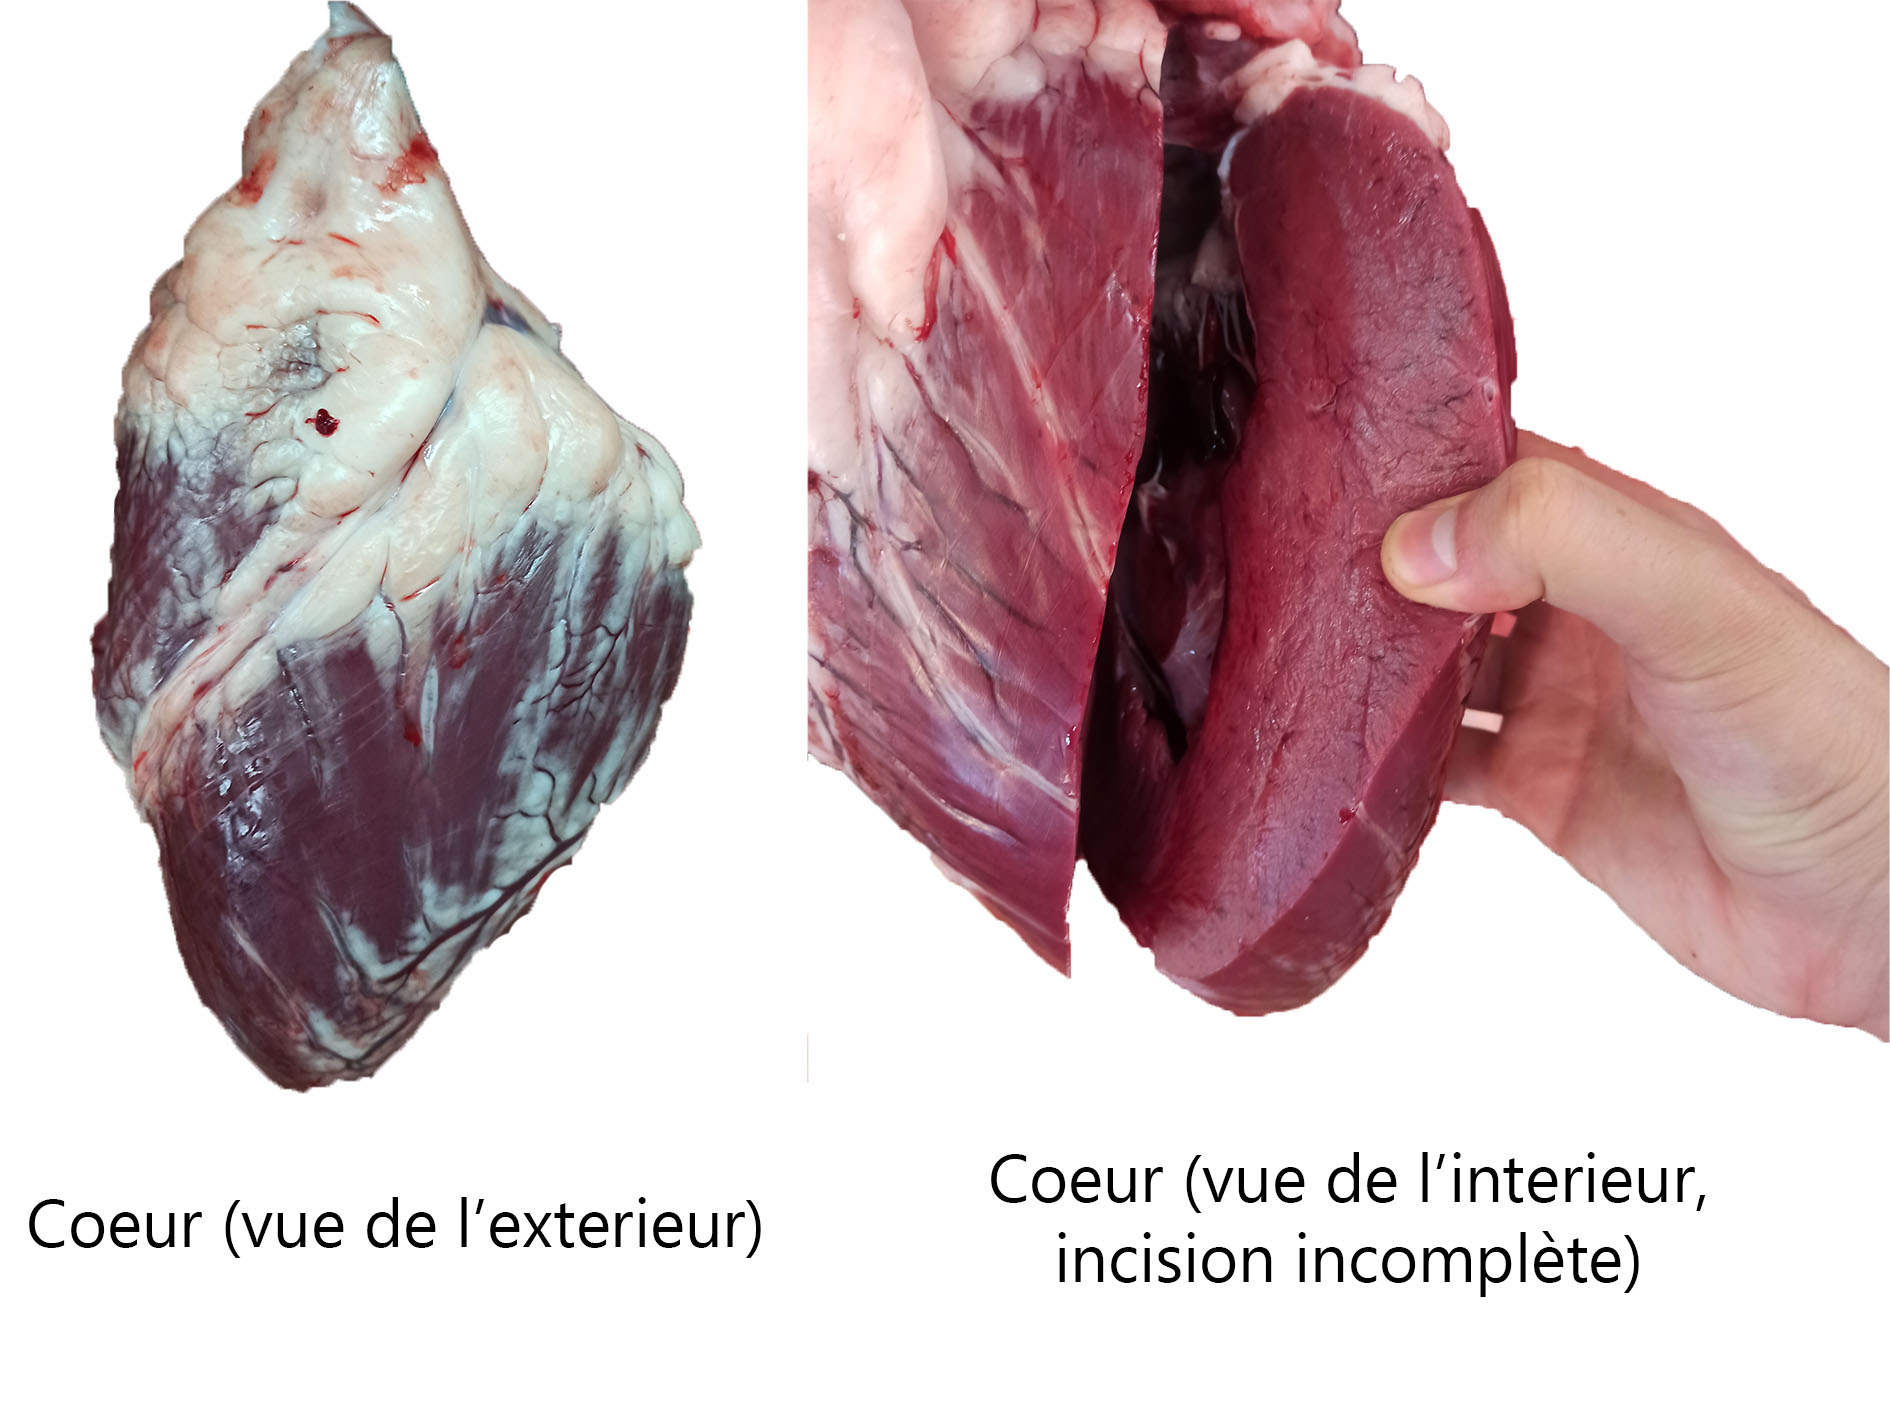 Coeur (vue de l’exterieur)
Coeur (vue de l’interieur,
incision incomplète)